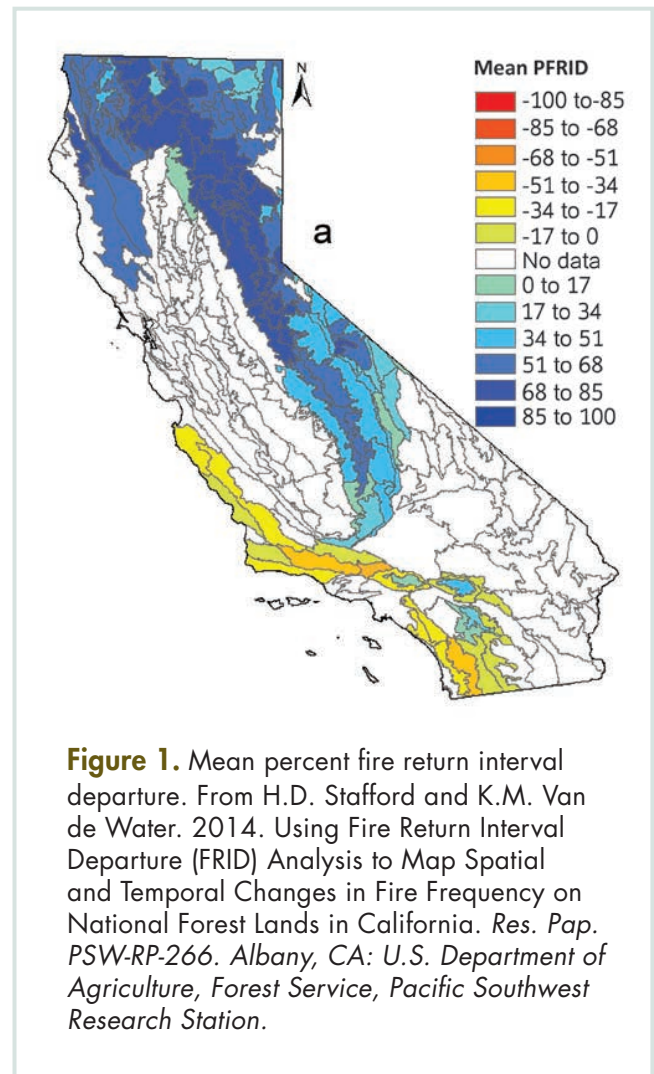 N
a
Mean PFRID
-100 to-85
-85 to -68
-68 to -51
-51 to -34
-34 to -17
-17 to 0
No data
0 to 17
17 to 34
34 to 51
51 to 68
68 to 85
85 to 100
Figure 1. Mean percent fire return interval
departure. From H.D. Stafford and K.M. Van
de Water. 2014. Using Fire Return Interval
Departure (FRID) Analysis to Map Spatial
and Temporal Changes in Fire Frequency on
National Forest Lands in California. Res. Pap.
PSW-RP-266. Albany, CA: U.S. Department of
Agriculture, Forest Service, Pacific Southwest
Research Station.